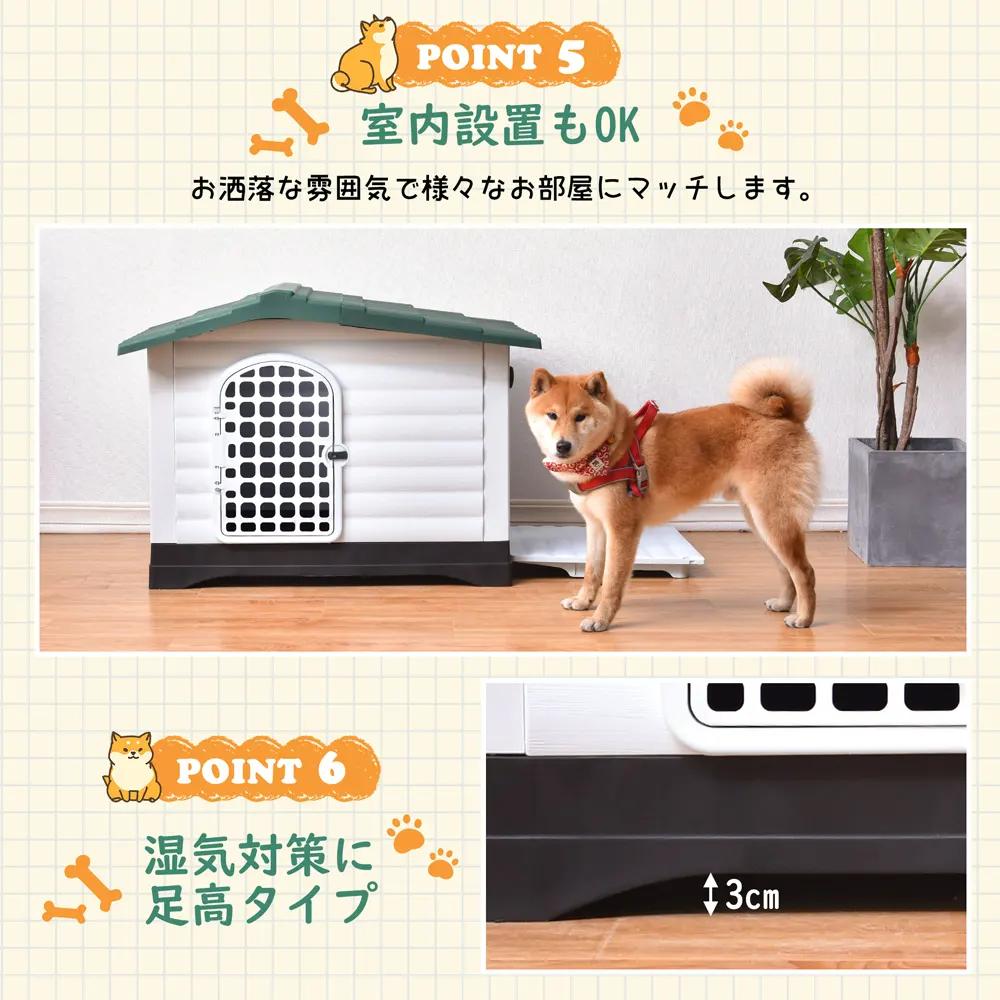 POINT 5
室内設置もOK
お洒落な雰囲気で様々なお部屋にマッチします。
POINT 6
湿気対策に
足高タイプ
3cm